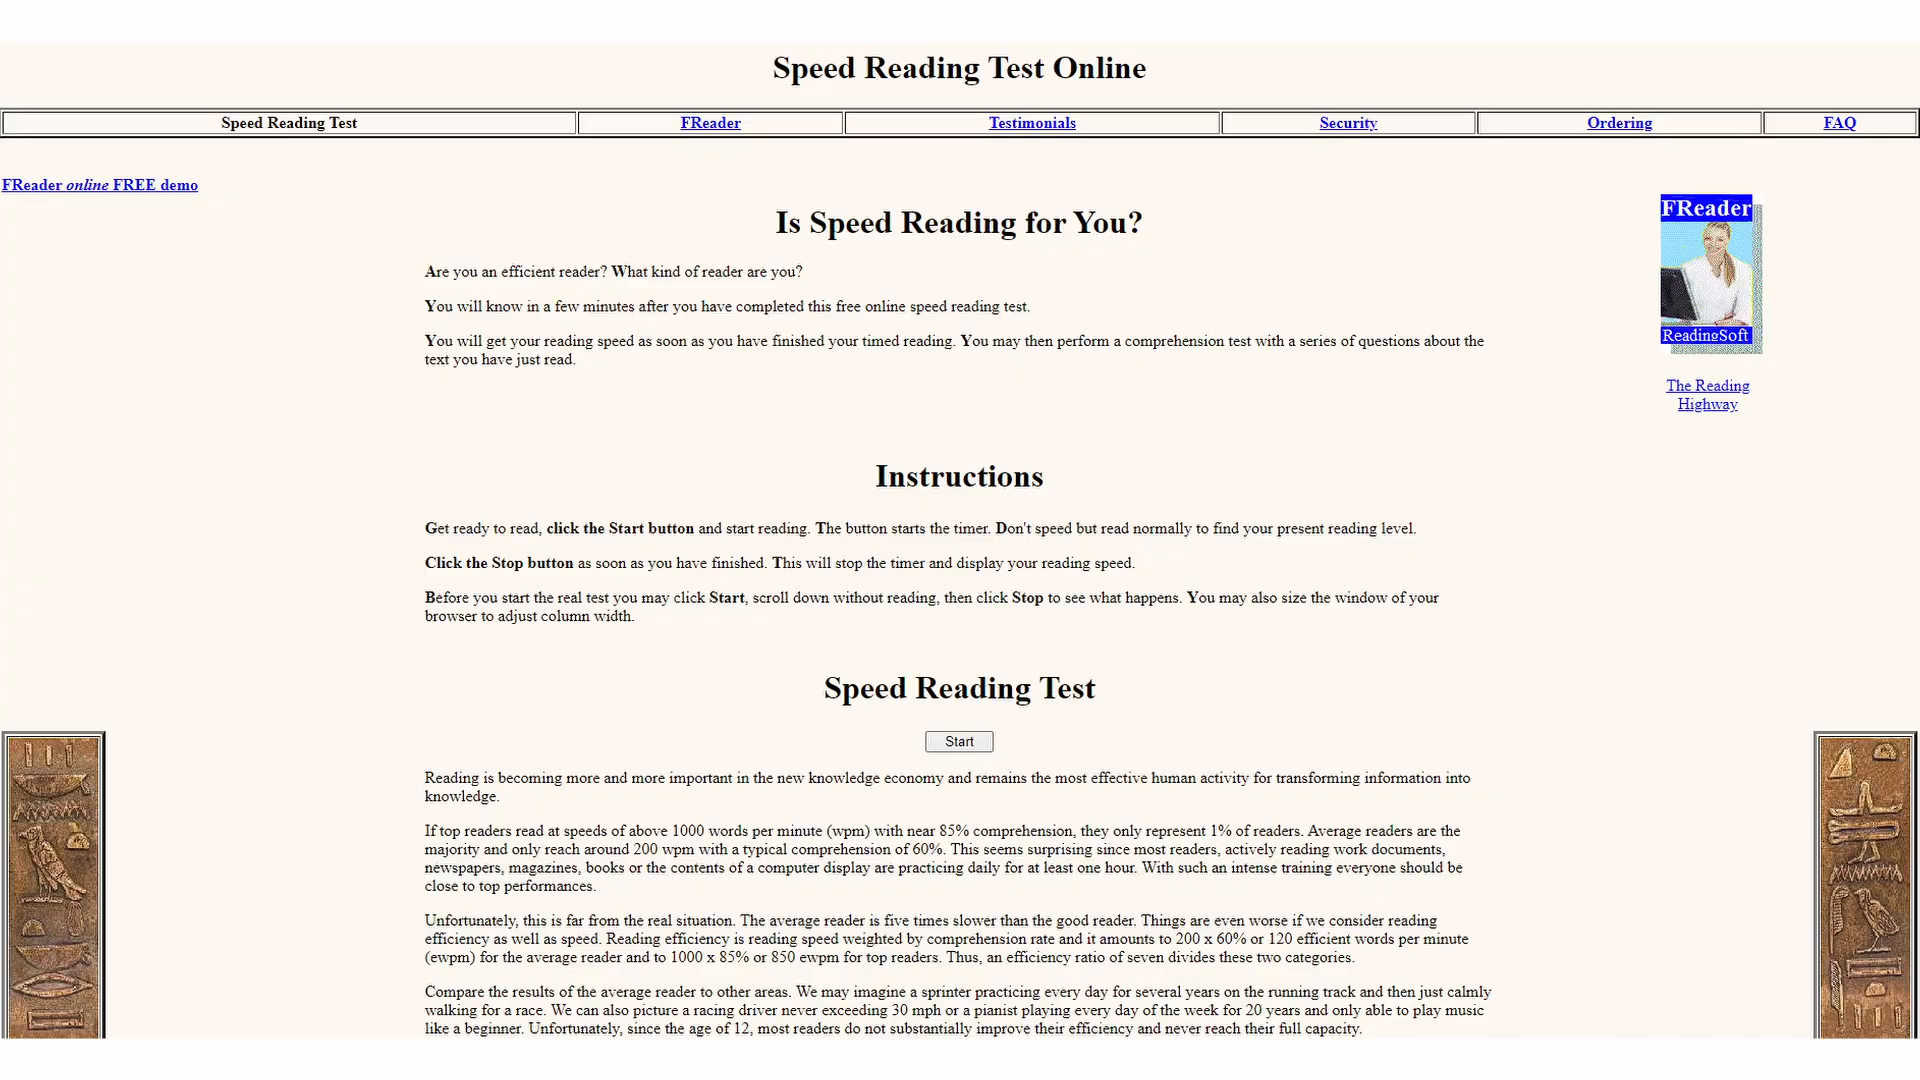 Speed Reading Test Online
Speed Reading Test FReader Testimonials Security Ordering FAQ
FReader online FREE demo
FReader
ReadingSoft
The Reading
Highway
Is Speed Reading for You?
Are you an efficient reader? What kind of reader are you?
You will know in a few minutes after you have completed this free online speed reading test.
You will get your reading speed as soon as you have finished your timed reading. You may then perform a comprehension test with a series of questions about the
text you have just read.
Instructions
Get ready to read, click the Start button and start reading. The button starts the timer. Don't speed but read normally to find your present reading level.
Click the Stop button as soon as you have finished. This will stop the timer and display your reading speed.
Before you start the real test you may click Start, scroll down without reading, then click Stop to see what happens. You may also size the window of your
browser to adjust column width.
Speed Reading Test
Start
Reading is becoming more and more important in the new knowledge economy and remains the most effective human activity for transforming information into
knowledge.
If top readers read at speeds of above 1000 words per minute (wpm) with near 85% comprehension, they only represent 1% of readers. Average readers are the
majority and only reach around 200 wpm with a typical comprehension of 60%. This seems surprising since most readers, actively reading work documents,
newspapers, magazines, books or the contents of a computer display are practicing daily for at least one hour. With such an intense training everyone should be
close to top performances.
Unfortunately, this is far from the real situation. The average reader is five times slower than the good reader. Things are even worse if we consider reading
efficiency as well as speed. Reading efficiency is reading speed weighted by comprehension rate and it amounts to 200 x 60% or 120 efficient words per minute
(ewpm) for the average reader and to 1000 x 85% or 850 ewpm for top readers. Thus, an efficiency ratio of seven divides these two categories.
Compare the results of the average reader to other areas. We may imagine a sprinter practicing every day for several years on the running track and then just calmly
walking for a race. We can also picture a racing driver never exceeding 30 mph or a pianist playing every day of the week for 20 years and only able to play music
like a beginner. Unfortunately, since the age of 12, most readers do not substantially improve their efficiency and never reach their full capacity.